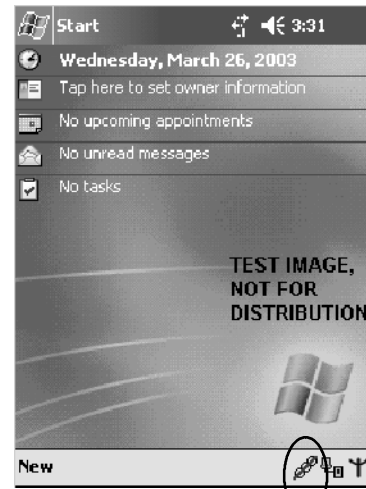 Start 3:31
Wednesday, March 26, 2003
Tap here to set owner information
No upcoming appointments
No unread messages
No tasks
TEST IMAGE,
NOT FOR
DISTRIBUTION
New